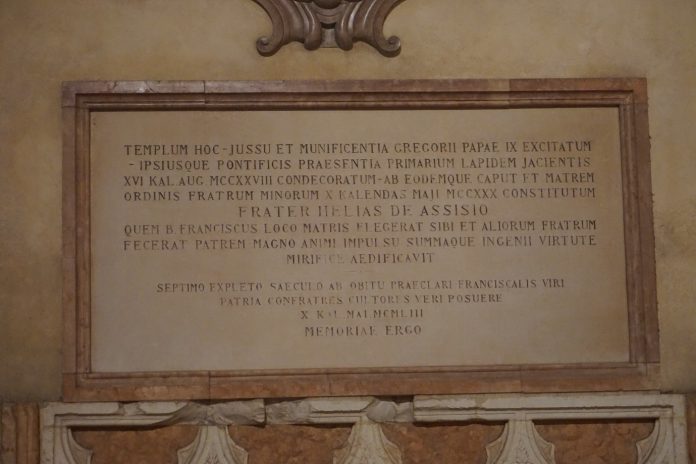 TEMPLUM HOC-JUSSU ET MUNIFICENTIA GREGORII PAPAE IX EXCITATUM
- IPSIUSQUE PONTIFICIS PRAESENTIA PRIMARIUM LAPIDEM JACIENTIS
XVI KAL. AUG. MCCXXVIII CONDECORATUM-AB EODEMQUE CAPUT ET MATREM
ORDINIS FRATRUM MINORUM X KALENDAS MAJI MCCXXX CONSTITUTUM
FRATER HELIAS DE ASSISIO
QUEM B. FRANCISCUS LOCO MATRIS ELEGERAT SIBI ET ALIORUM FRATRUM
FECERAT PATREM MAGNO ANIMI IMPULSU SUMMAQUE INGENII VIRTUTE
MIRIFICE AEDIFICAVIT
SEPTIMO EXPLETO SAECULO AB OBITU PRAECLARI FRANCISCALIS VIRI
PATRIA CONFRATRES CULTORES VERI POSUERE
X KAL. MAI MCMLIII
MEMORIAE ERGO